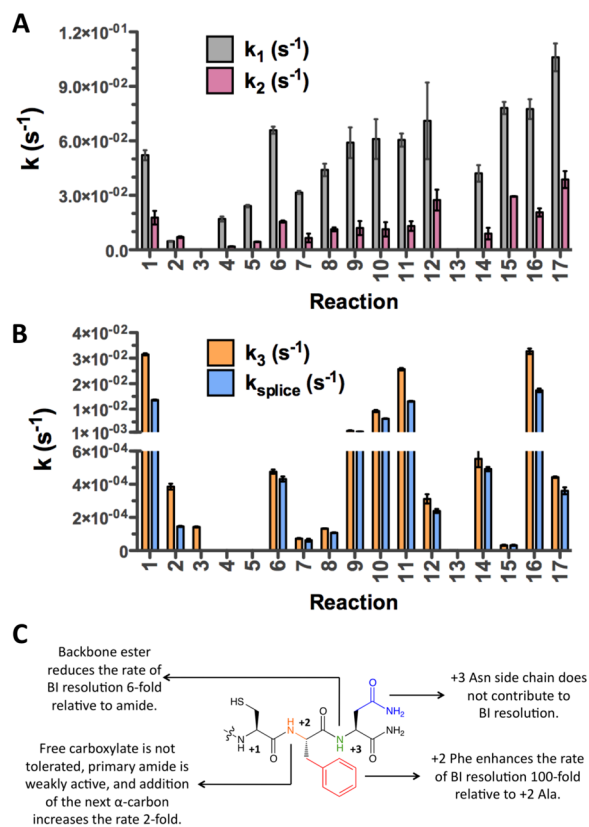 A
1.2×10⁻⁰¹
9.0×10⁻⁰²
6.0×10⁻⁰²
3.0×10⁻⁰²
0.0
k (s⁻¹)
k₁ (s⁻¹)
k₂ (s⁻¹)
1 2 3 4 5 6 7 8 9 10 11 12 13 14 15 16 17
Reaction
B
4×10⁻⁰²
3×10⁻⁰²
2×10⁻⁰²
1×10⁻⁰²
1×10⁻⁰³
6×10⁻⁰⁴
4×10⁻⁰⁴
2×10⁻⁰⁴
0
k (s⁻¹)
k₃ (s⁻¹)
k_splice (s⁻¹)
1 2 3 4 5 6 7 8 9 10 11 12 13 14 15 16 17
Reaction
C
Backbone ester
reduces the rate of
BI resolution 6-fold
relative to amide.
Free carboxylate is not
tolerated, primary amide is
weakly active, and addition
of the next α-carbon
increases the rate 2-fold.
HS
N
H
+1
O
H
N
+2
O
N
H
+3
O
NH₂
O
NH₂
+3 Asn side chain does
not contribute to
BI resolution.
+2 Phe enhances the rate
of BI resolution 100-fold
relative to +2 Ala.